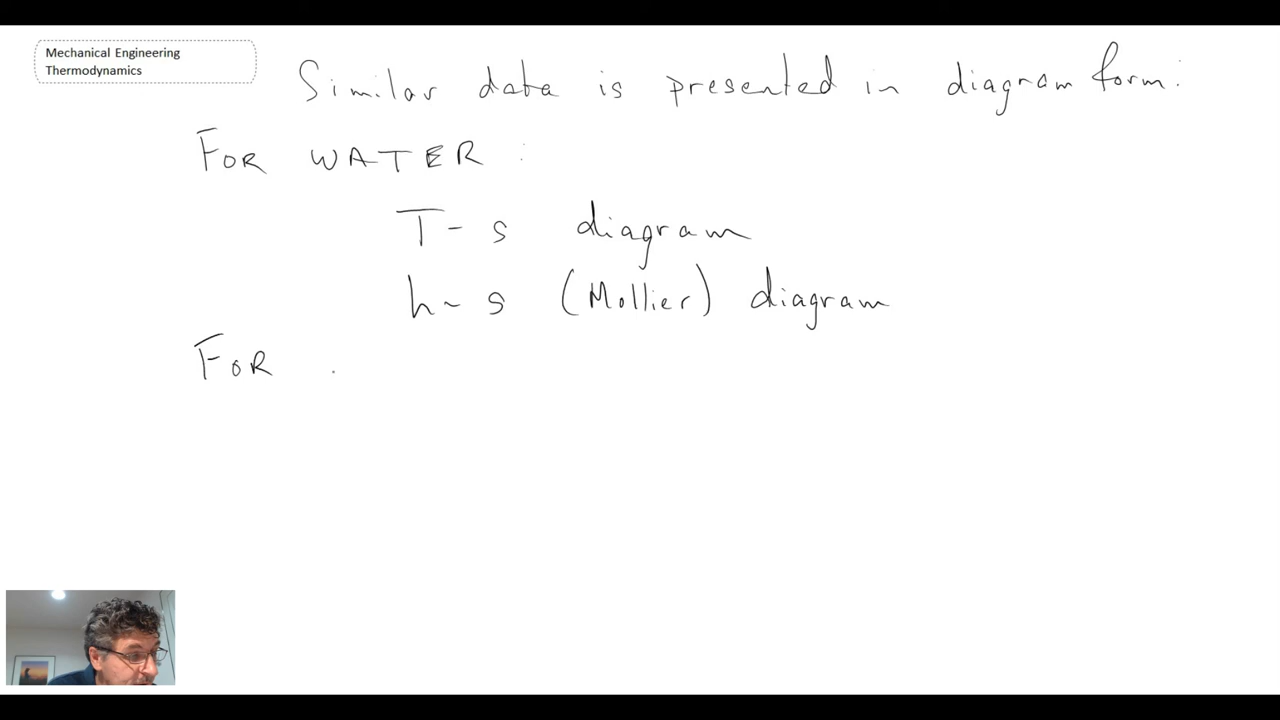 Mechanical Engineering
Thermodynamics
Similar data is presented in diagram form:
FOR WATER :
T-s diagram
h-s (Mollier) diagram
FOR